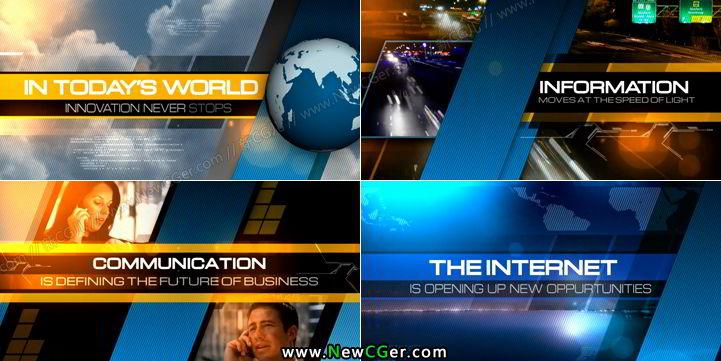 IN TODAY'S WORLD
INNOVATION NEVER STOPS
INFORMATION
MOVES AT THE SPEED OF LIGHT
COMMUNICATION
IS DEFINING THE FUTURE OF BUSINESS
THE INTERNET
IS OPENING UP NEW OPPURTUNITIES
www.NewCGer.com